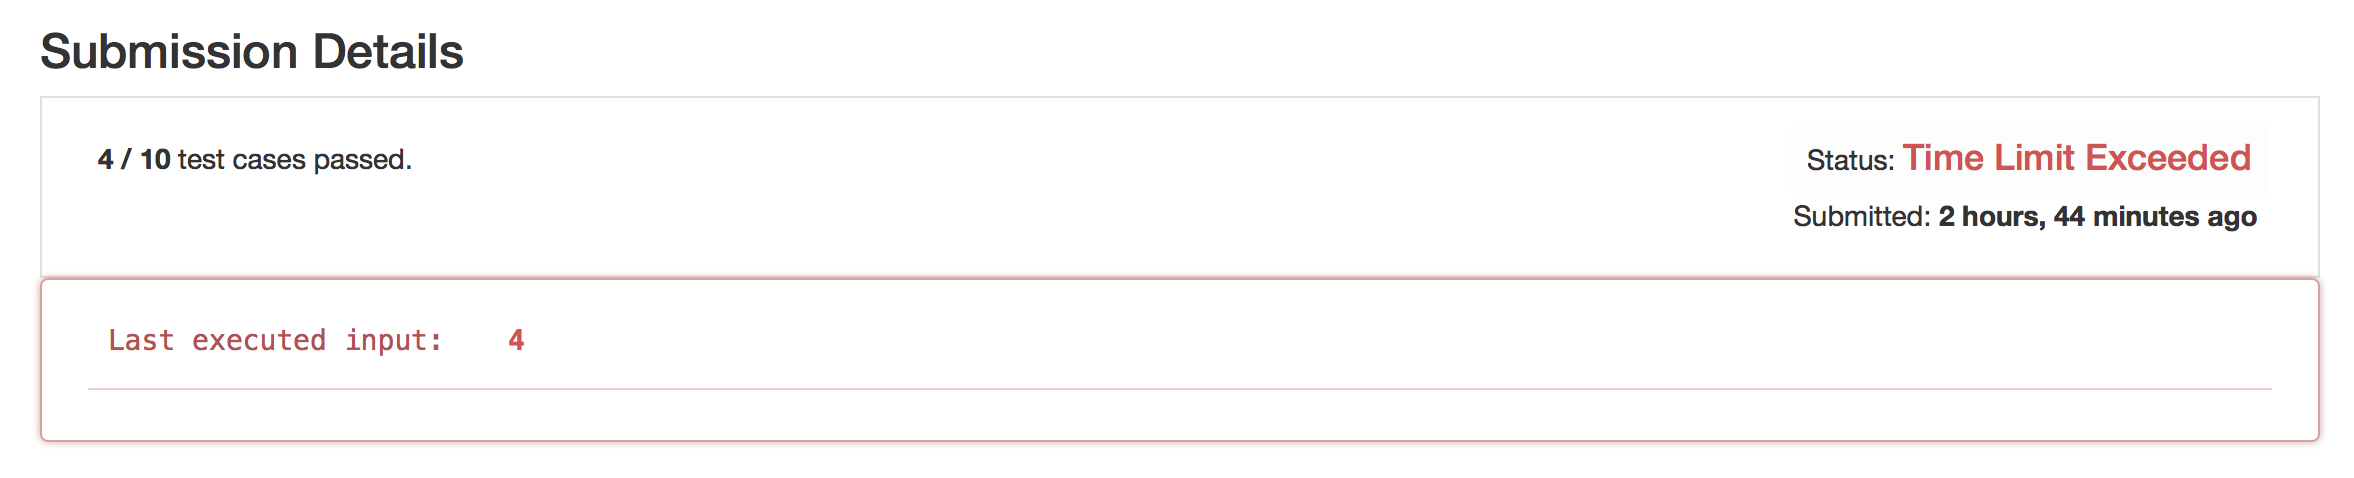 Submission Details
4 / 10 test cases passed.
Status: Time Limit Exceeded
Submitted: 2 hours, 44 minutes ago
Last executed input: 4